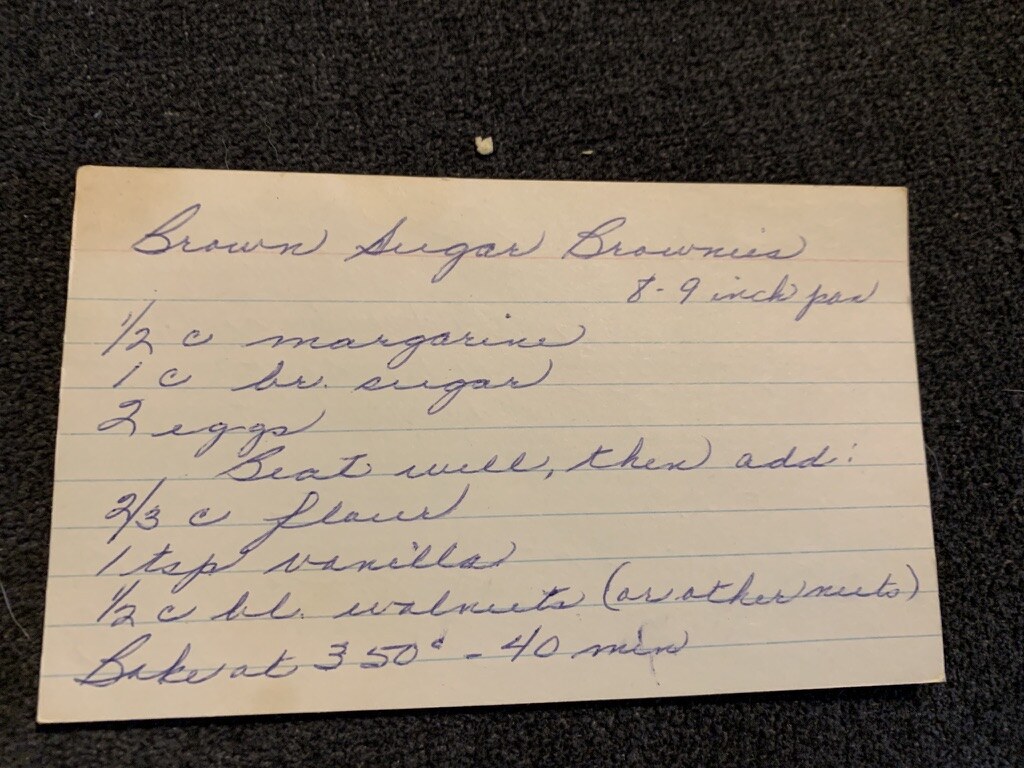 Brown Sugar Brownies
8-9 inch pan
1/2 c margarine
1 c br. sugar
2 eggs
Beat well, then add:
2/3 c flour
1 tsp vanilla
1/2 c bl. walnuts (or other nuts)
Bake at 350° - 40 min